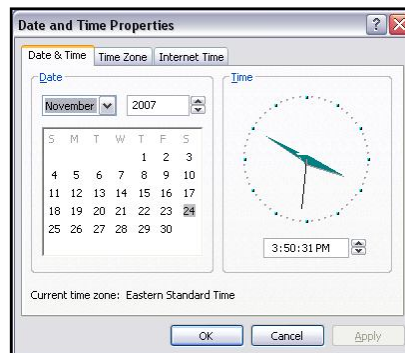 Date and Time Properties
?
X
Date & Time
Time Zone
Internet Time
Date
November
2007
S M T W T F S
1 2 3
4 5 6 7 8 9 10
11 12 13 14 15 16 17
18 19 20 21 22 23 24
25 26 27 28 29 30
Time
3:50:31 PM
Current time zone: Eastern Standard Time
OK
Cancel
Apply